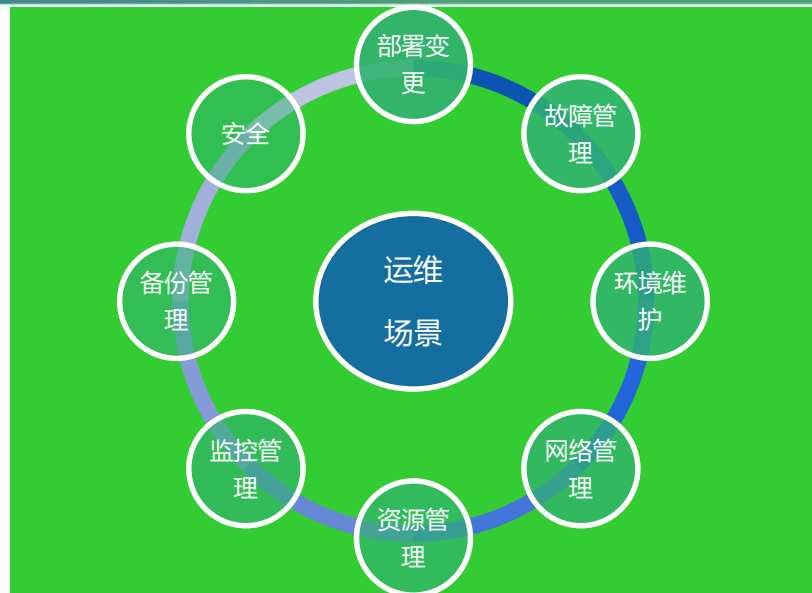 部署变
更
故障管
理
环境维
护
网络管
理
资源管
理
监控管
理
备份管
理
安全
运维
场景